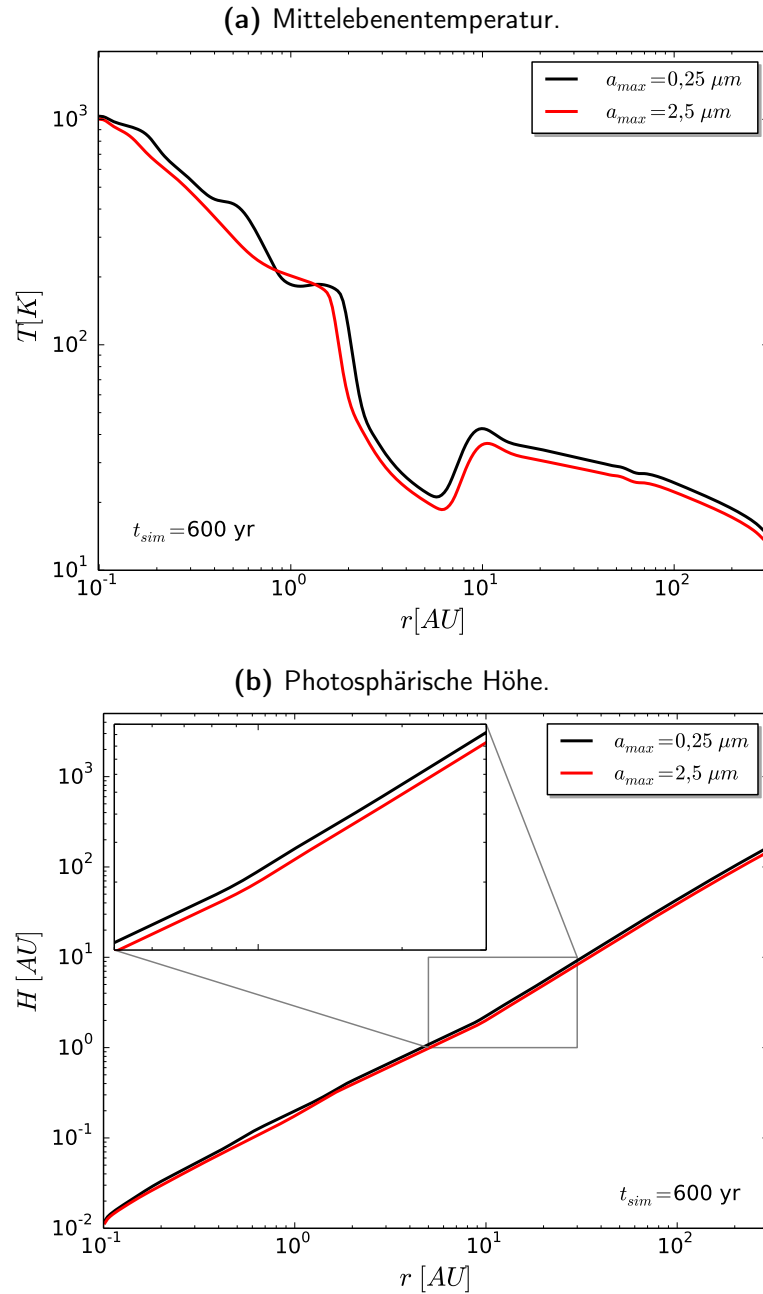 (a) Mittelebenentemperatur.
a_max=0,25 μm
a_max=2,5 μm
10^3
T[K]
10^2
t_sim=600 yr
10^1
10^-1 10^0 10^1 10^2
r[AU]
(b) Photosphärische Höhe.
a_max=0,25 μm
a_max=2,5 μm
10^3
10^2
10^1
H [AU]
10^0
10^-1
t_sim=600 yr
10^-2
10^-1 10^0 10^1 10^2
r [AU]